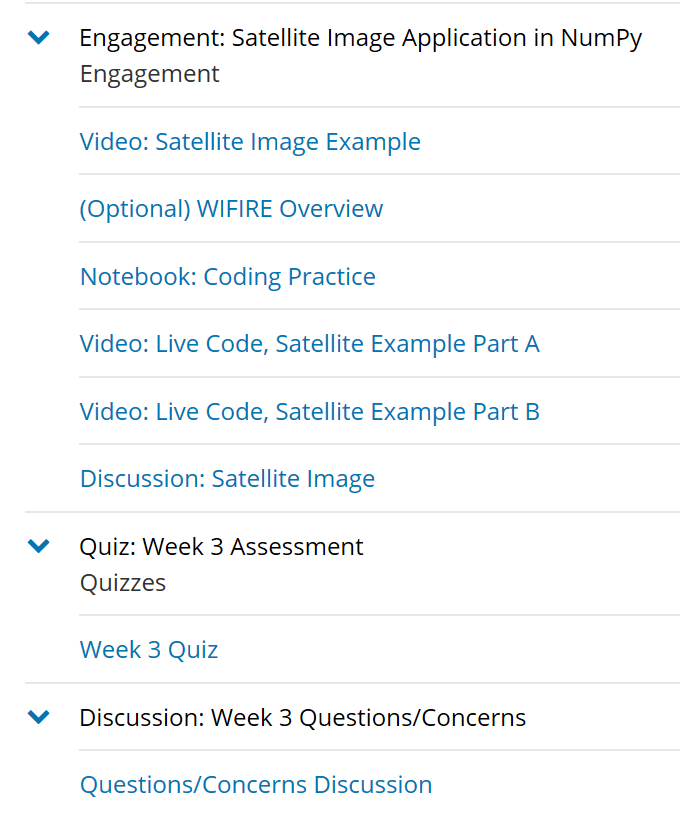 Engagement: Satellite Image Application in NumPy
Engagement
Video: Satellite Image Example
(Optional) WIFIRE Overview
Notebook: Coding Practice
Video: Live Code, Satellite Example Part A
Video: Live Code, Satellite Example Part B
Discussion: Satellite Image
Quiz: Week 3 Assessment
Quizzes
Week 3 Quiz
Discussion: Week 3 Questions/Concerns
Questions/Concerns Discussion